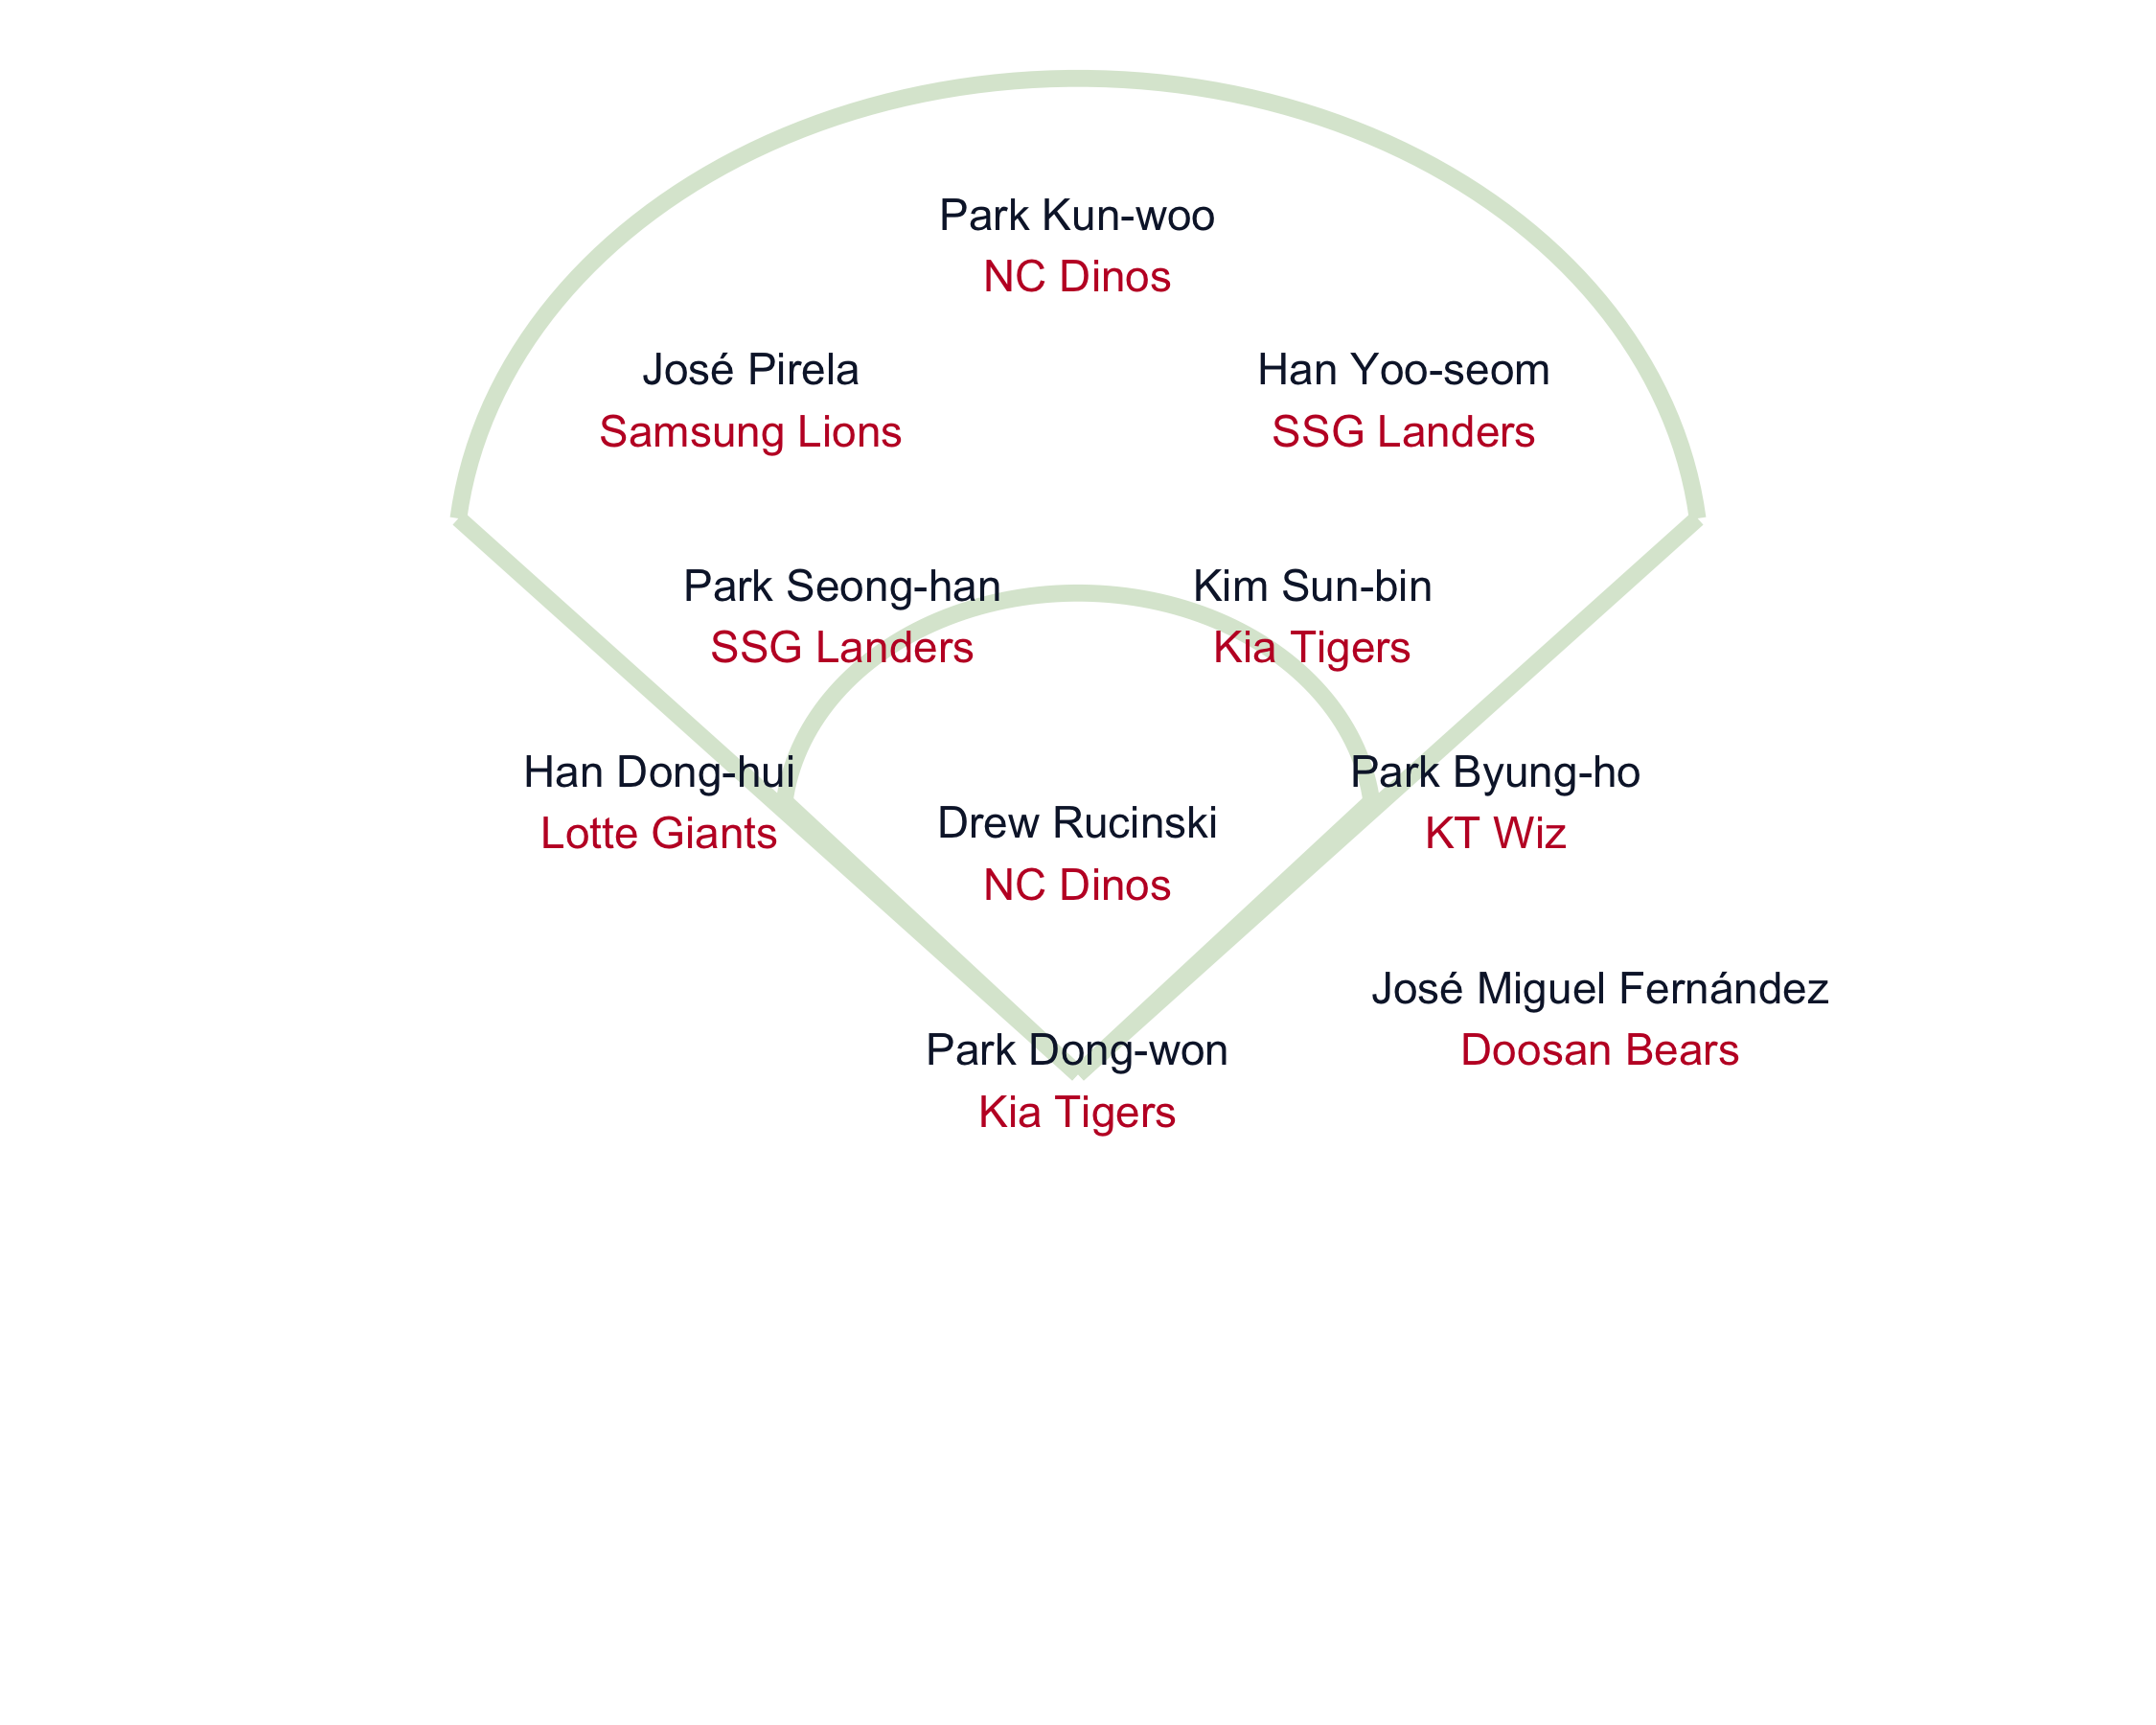 Park Kun-woo
NC Dinos
José Pirela
Samsung Lions
Han Yoo-seom
SSG Landers
Park Seong-han
SSG Landers
Kim Sun-bin
Kia Tigers
Han Dong-hui
Lotte Giants
Drew Rucinski
NC Dinos
Park Byung-ho
KT Wiz
José Miguel Fernández
Doosan Bears
Park Dong-won
Kia Tigers